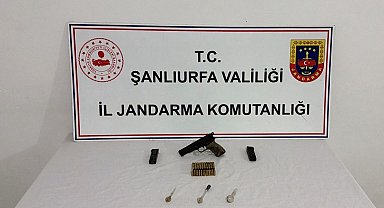 T.C.
ŞANLIURFA VALİLİĞİ
İL JANDARMA KOMUTANLIĞI